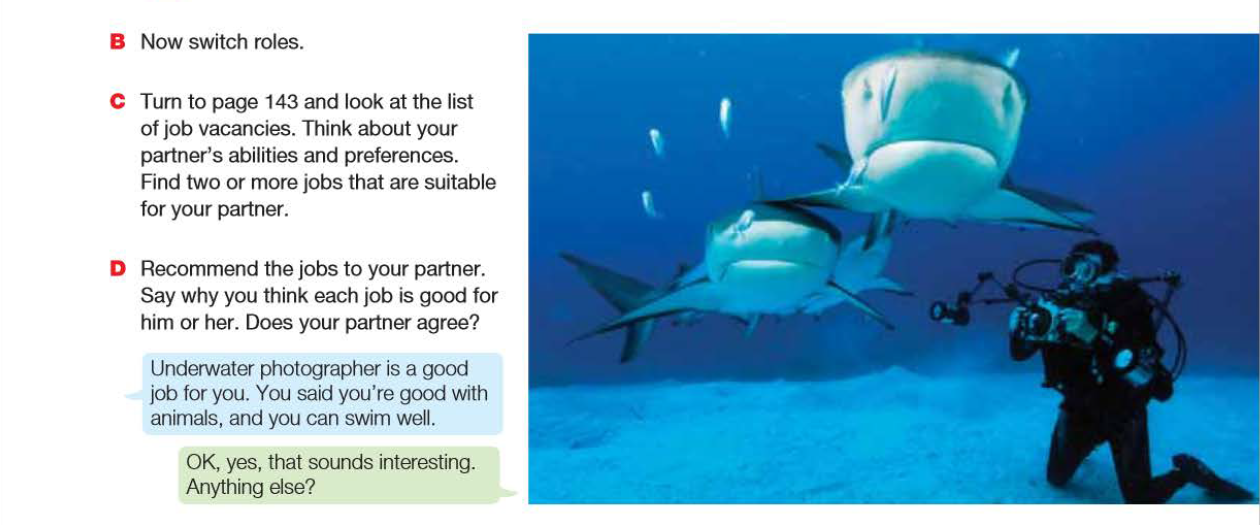 B Now switch roles.
C Turn to page 143 and look at the list
of job vacancies. Think about your
partner's abilities and preferences.
Find two or more jobs that are suitable
for your partner.
D Recommend the jobs to your partner.
Say why you think each job is good for
him or her. Does your partner agree?
Underwater photographer is a good
job for you. You said you're good with
animals, and you can swim well.
OK, yes, that sounds interesting.
Anything else?